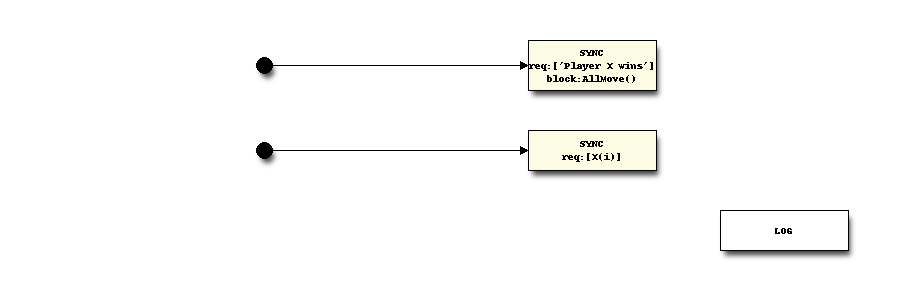 SYNC
req:['Player X wins']
block:AllMove()
SYNC
req:[X(i)]
LOG